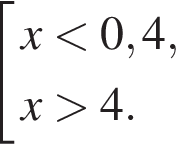 x < 0,4,
x > 4.